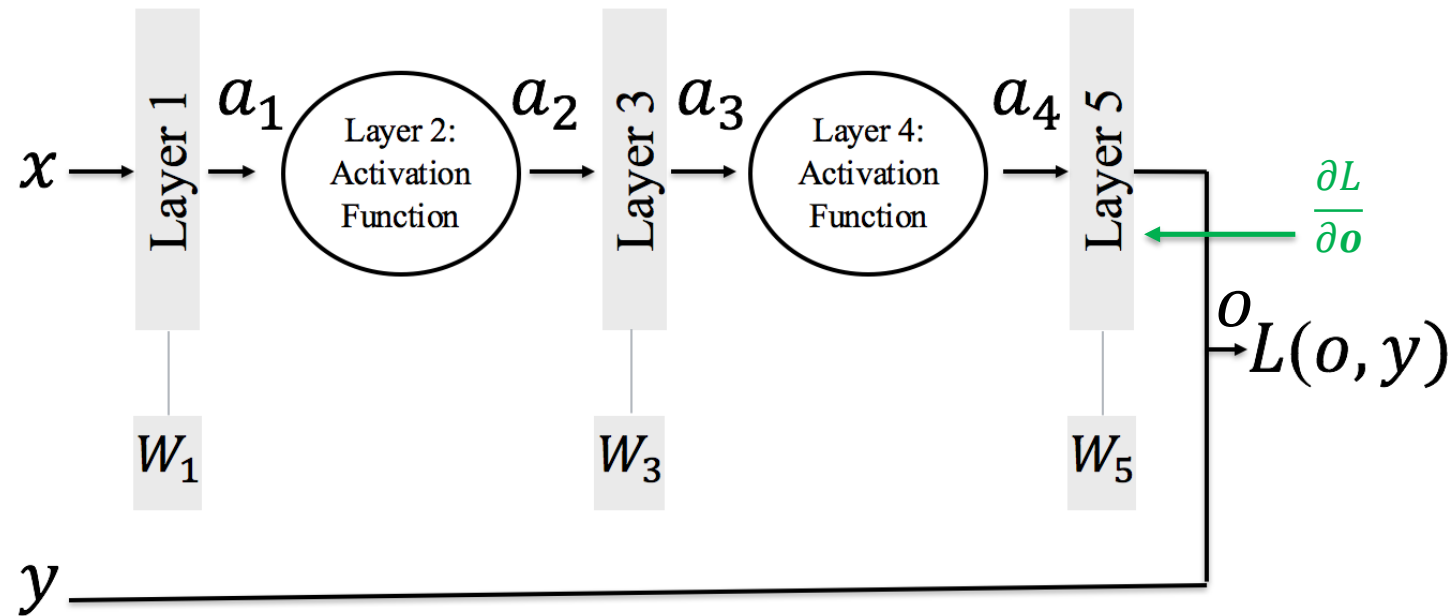 x
Layer 1
a₁
Layer 2:
Activation
Function
a₂
Layer 3
a₃
Layer 4:
Activation
Function
a₄
Layer 5
∂L
∂o
o
L(o, y)
W₁
W₃
W₅
y